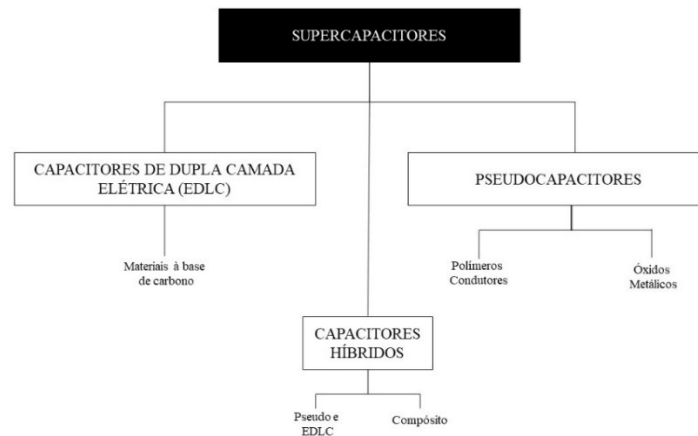 SUPERCAPACITORES
CAPACITORES DE DUPLA CAMADA
ELÉTRICA (EDLC)
PSEUDOCAPACITORES
Materiais à base
de carbono
Polímeros
Condutores
Óxidos
Metálicos
CAPACITORES
HÍBRIDOS
Pseudo e
EDLC
Compósito